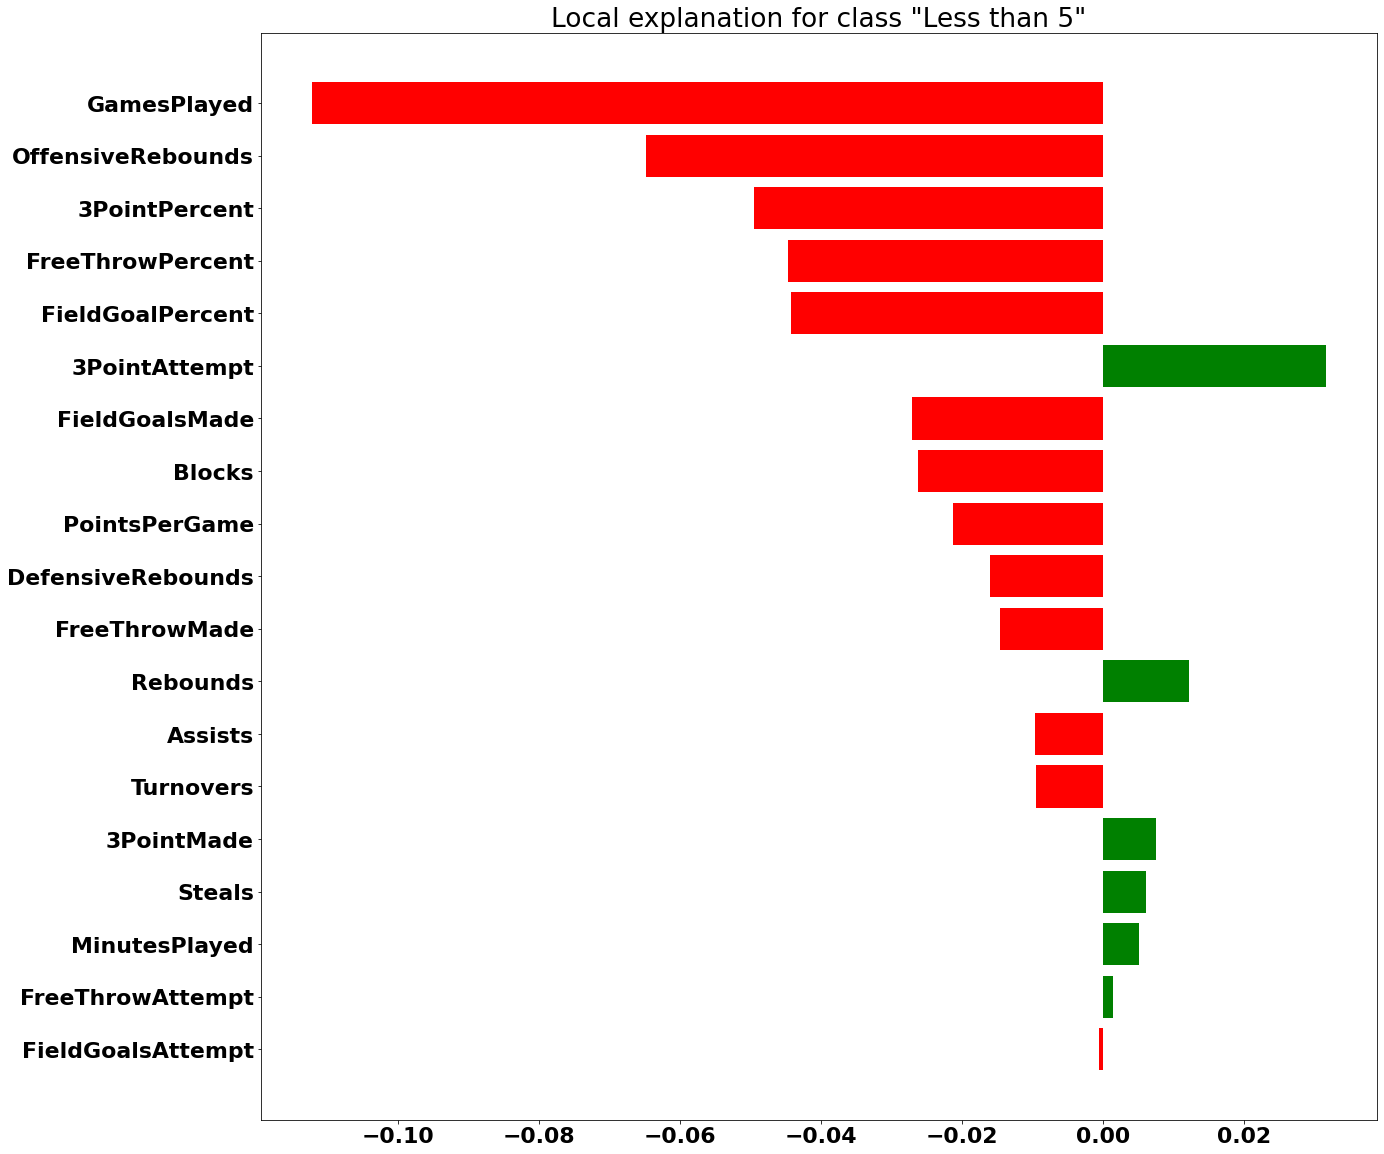 Local explanation for class "Less than 5"
GamesPlayed
OffensiveRebounds
3PointPercent
FreeThrowPercent
FieldGoalPercent
3PointAttempt
FieldGoalsMade
Blocks
PointsPerGame
DefensiveRebounds
FreeThrowMade
Rebounds
Assists
Turnovers
3PointMade
Steals
MinutesPlayed
FreeThrowAttempt
FieldGoalsAttempt
−0.10 −0.08 −0.06 −0.04 −0.02 0.00 0.02